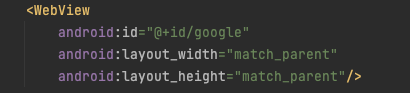 <WebView
android:id="@+id/google"
android:layout_width="match_parent"
android:layout_height="match_parent"/>